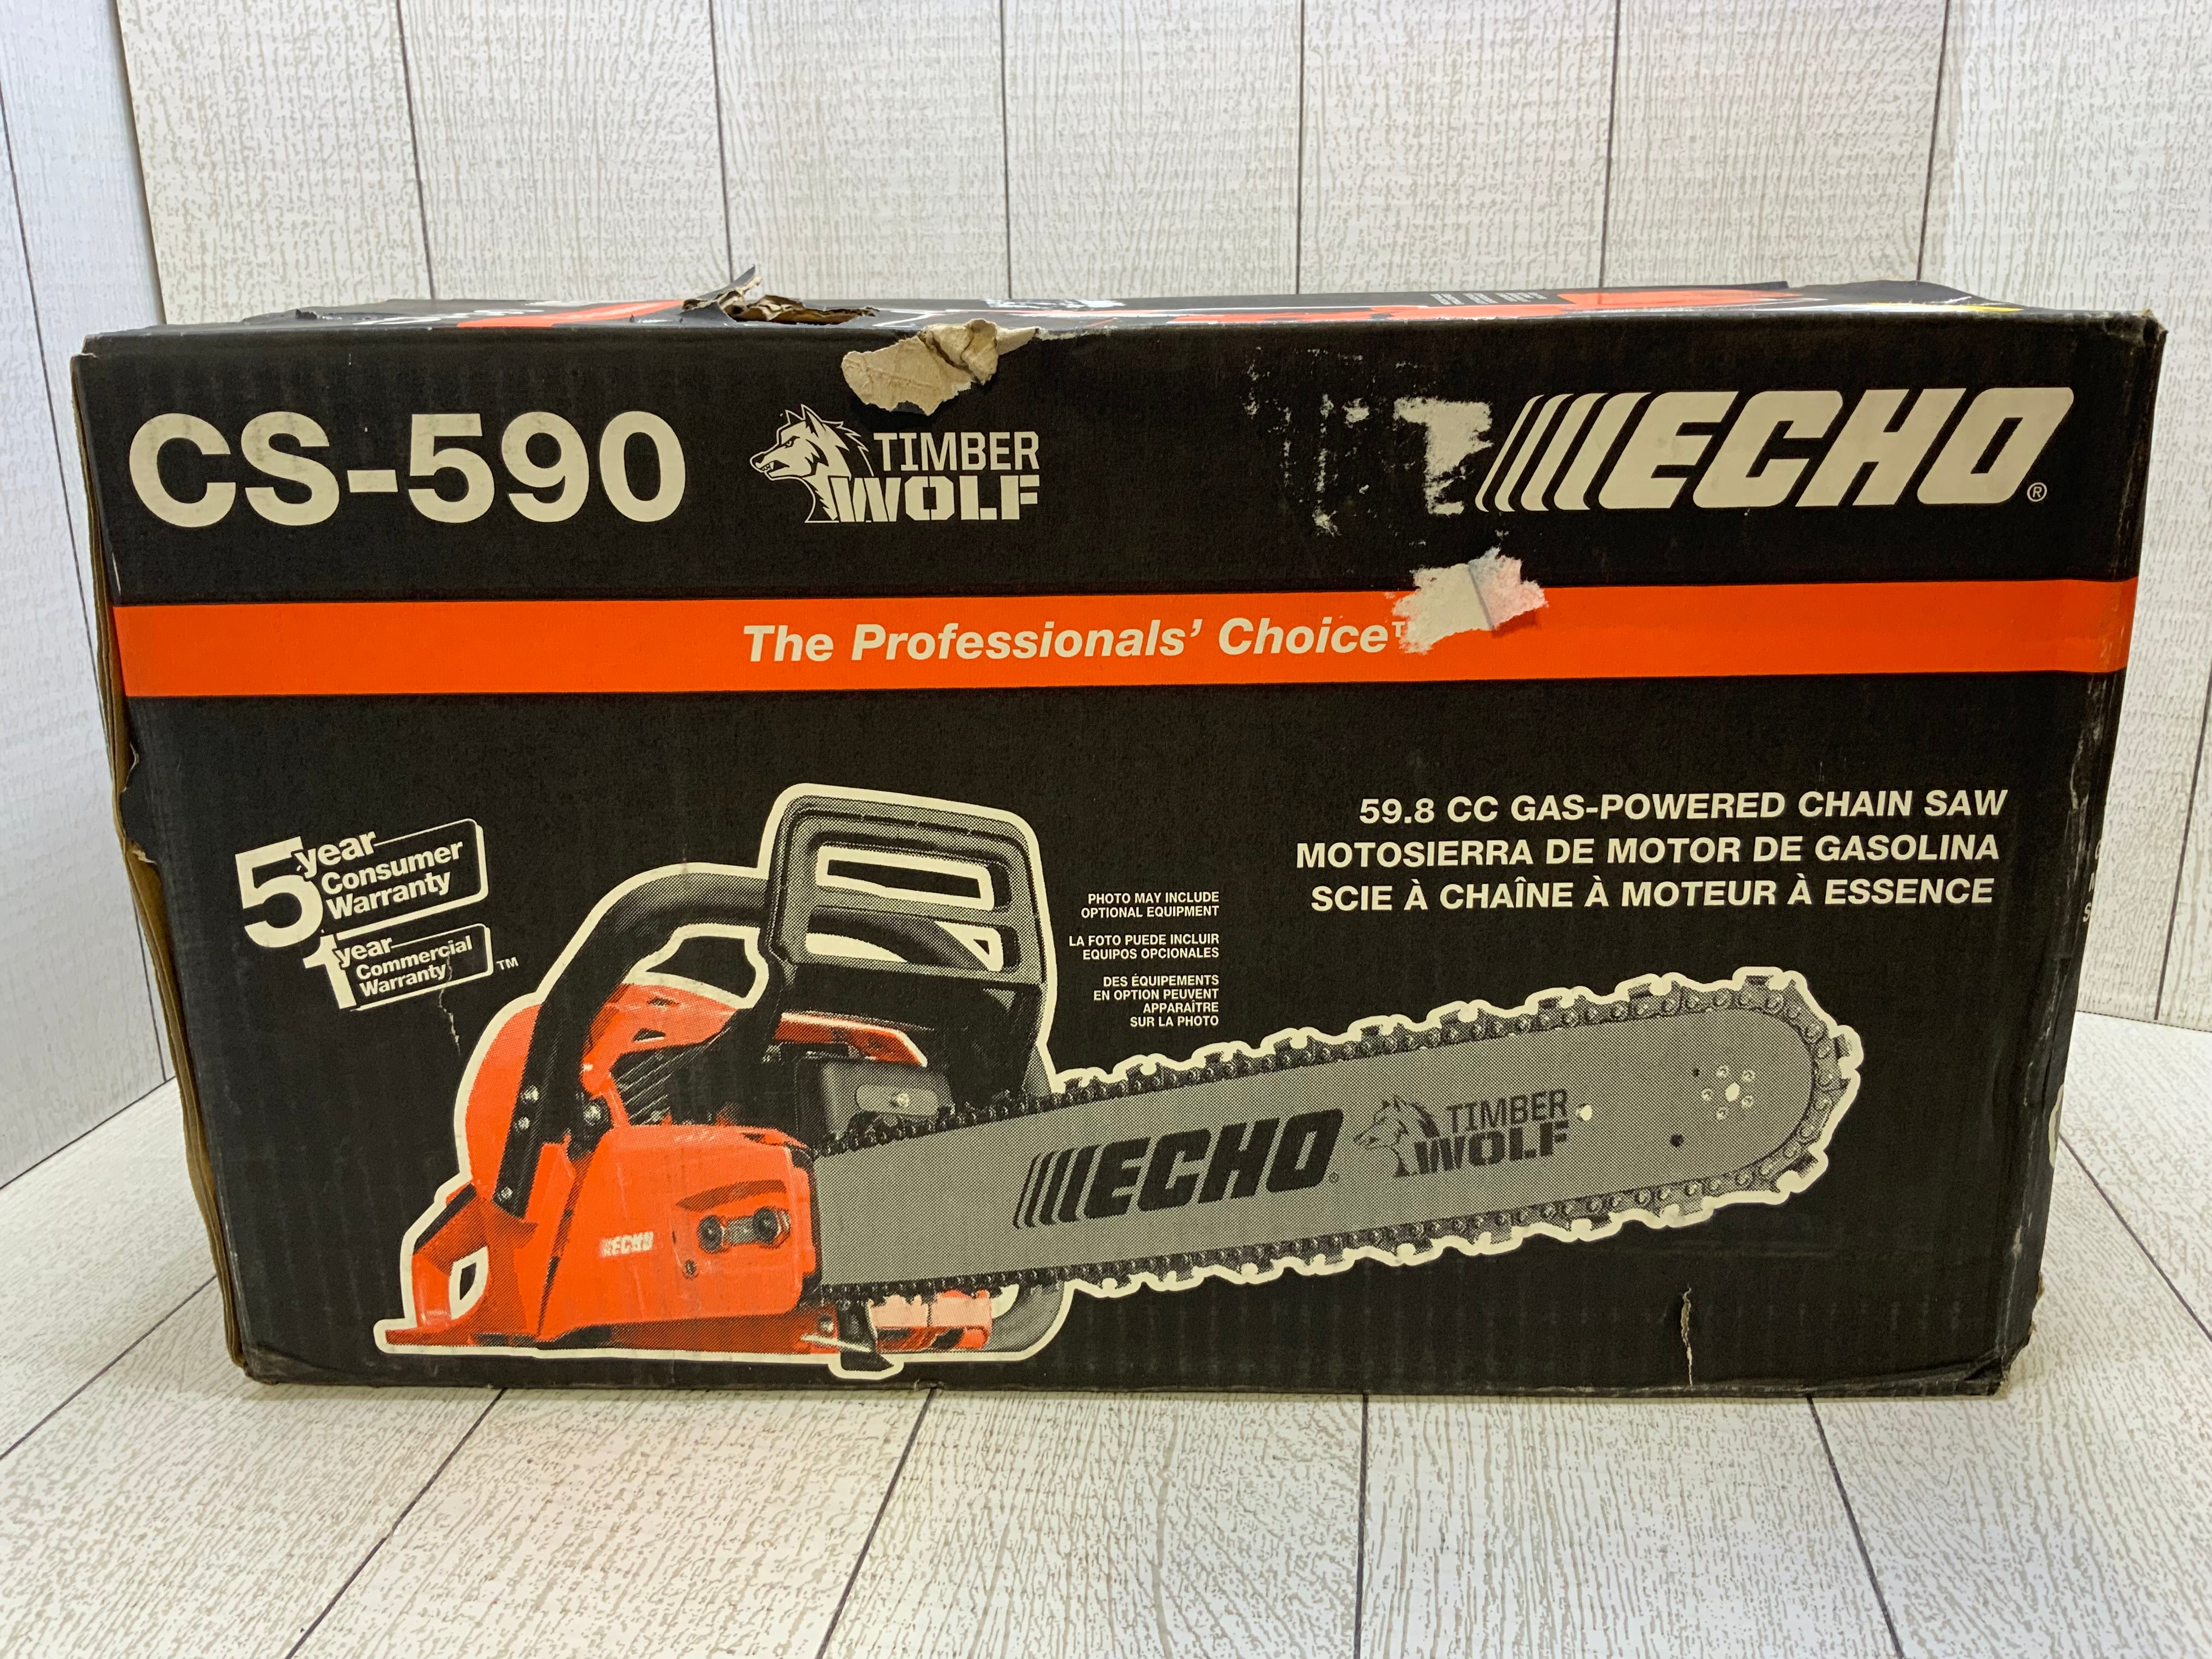 CS-590
TIMBER
WOLF
ECHO®
The Professionals' Choice
5 year
Consumer
Warranty
1 year
Commercial
Warranty
TM
PHOTO MAY INCLUDE
OPTIONAL EQUIPMENT
LA FOTO PUEDE INCLUIR
EQUIPOS OPCIONALES
DES ÉQUIPEMENTS
EN OPTION PEUVENT
APPARAÎTRE
SUR LA PHOTO
59.8 CC GAS-POWERED CHAIN SAW
MOTOSIERRA DE MOTOR DE GASOLINA
SCIE À CHAÎNE À MOTEUR À ESSENCE
ECHO®
TIMBER
WOLF
ECHO